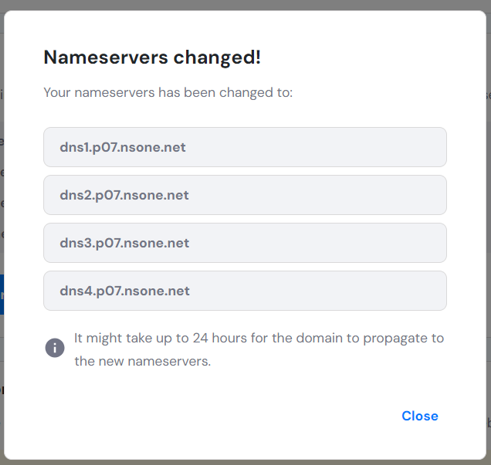 Nameservers changed!
Your nameservers has been changed to:
dns1.p07.nsone.net
dns2.p07.nsone.net
dns3.p07.nsone.net
dns4.p07.nsone.net
It might take up to 24 hours for the domain to propagate to
the new nameservers.
Close